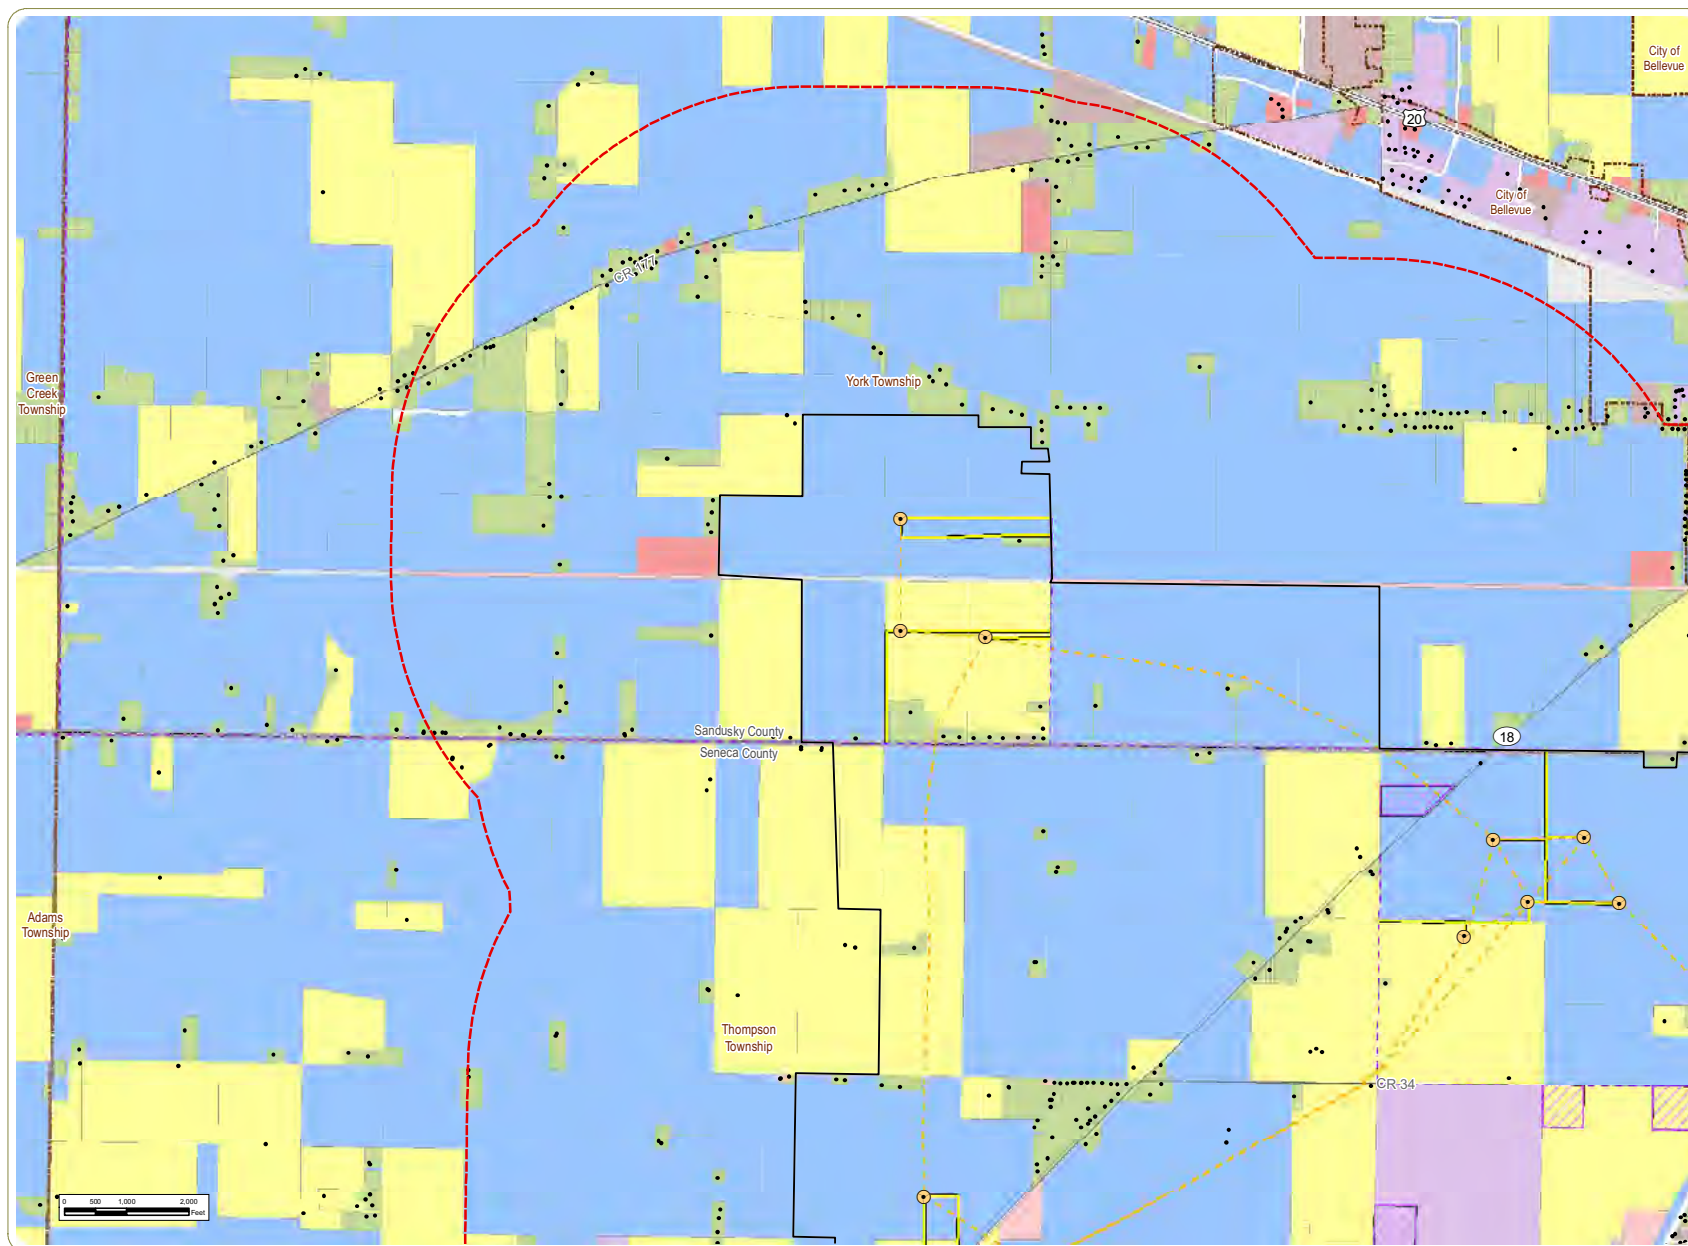 City of
Bellevue
20
City of
Bellevue
CR 177
Green
Creek
Township
York Township
Sandusky County
Seneca County
18
Adams
Township
Thompson
Township
CR 34
0 500 1,000 2,000
Feet